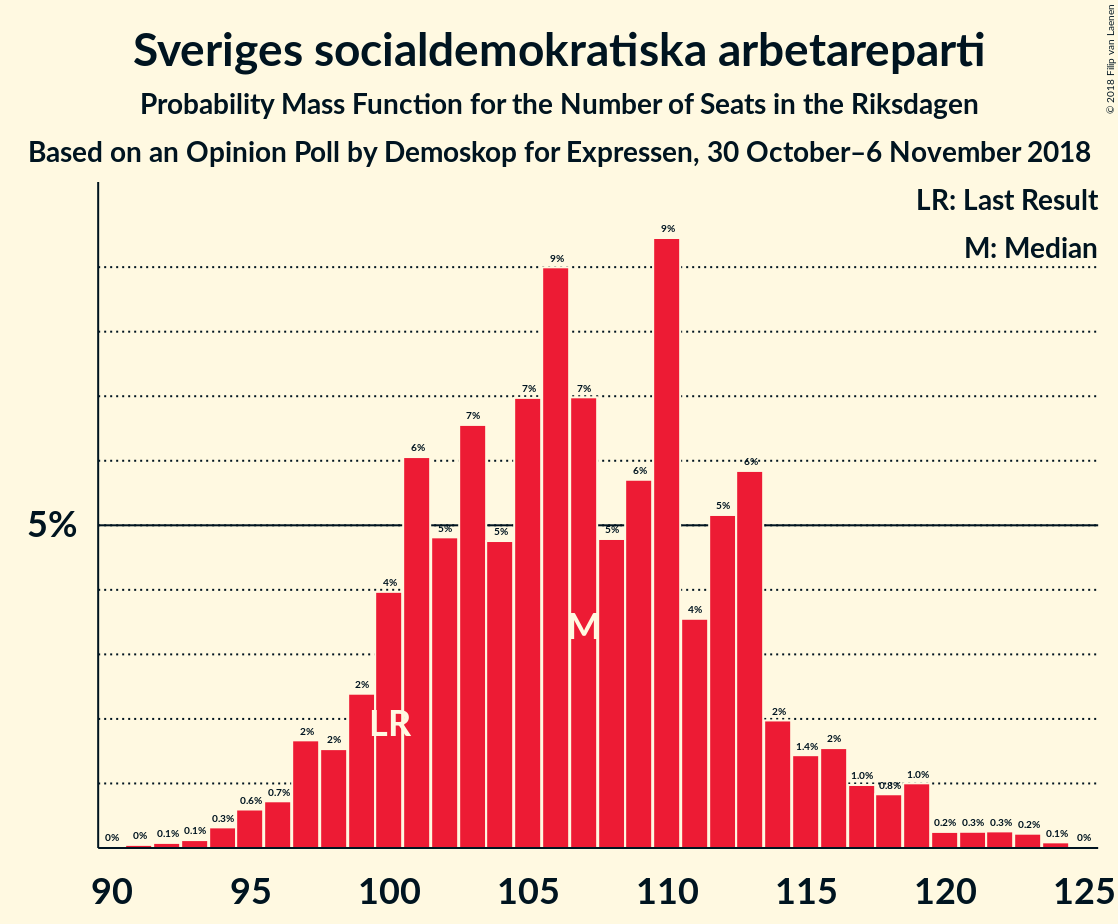 Sveriges socialdemokratiska arbetareparti
Probability Mass Function for the Number of Seats in the Riksdagen
Based on an Opinion Poll by Demoskop for Expressen, 30 October–6 November 2018
© 2018 Filip van Laenen
LR: Last Result
M: Median
5%
0% 0% 0.1% 0.1% 0.3% 0.6% 0.7% 2% 2% 2% 4% 6% 5% 7% 5% 7% 9% 7% 5% 6% 9% 4% 5% 6% 2% 1.4% 2% 1.0% 0.8% 1.0% 0.2% 0.3% 0.3% 0.2% 0.1% 0%
LR
M
90 95 100 105 110 115 120 125